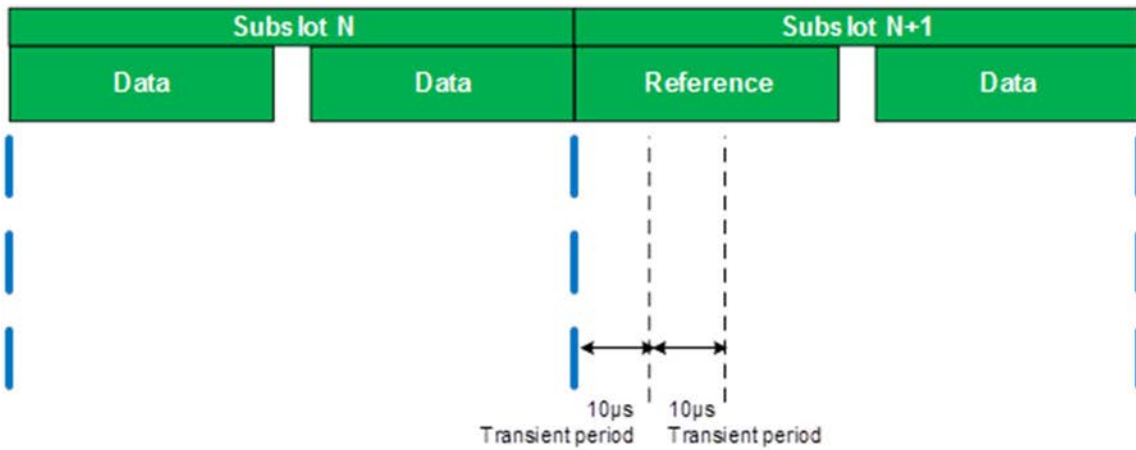 Subslot N Subslot N+1
Data Data Reference Data
10µs 10µs
Transient period Transient period